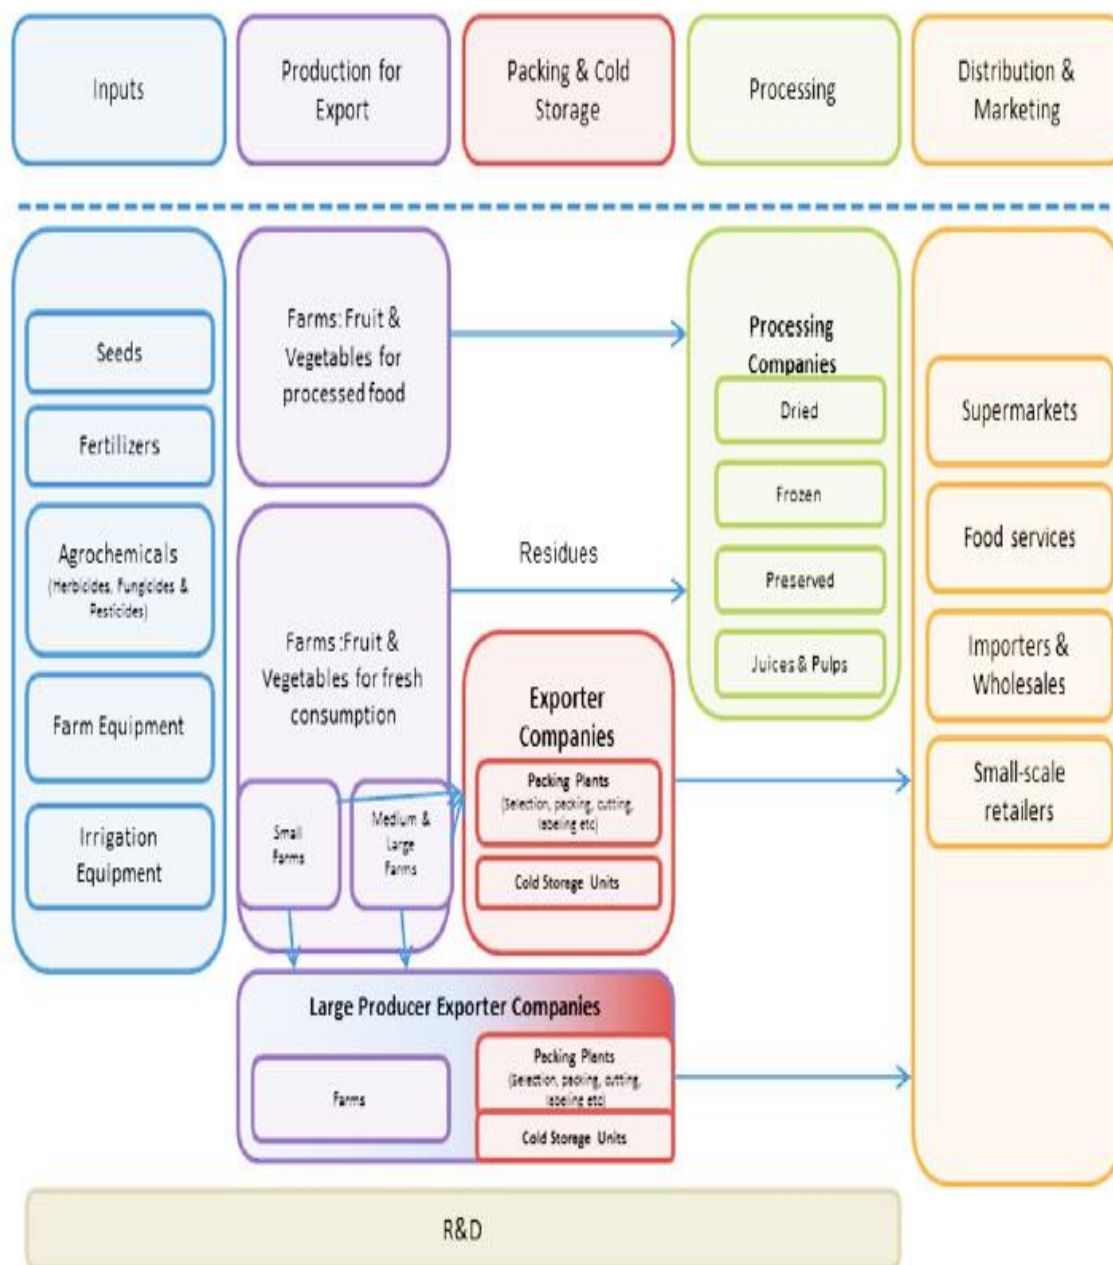 Inputs
Production for
Export
Packing & Cold
Storage
Processing
Distribution &
Marketing
Seeds
Fertilizers
Agrochemicals
(Herbicides, Fungicides &
Pesticides)
Farm Equipment
Irrigation
Equipment
Farms: Fruit &
Vegetables for
processed food
Farms :Fruit &
Vegetables for fresh
consumption
Small
Farms
Medium &
Large
Farms
Residues
Exporter
Companies
Packing Plants
(Selection, packing, cutting,
labeling etc)
Cold Storage Units
Processing
Companies
Dried
Frozen
Preserved
Juices & Pulps
Supermarkets
Food services
Importers &
Wholesales
Small-scale
retailers
Large Producer Exporter Companies
Farms
Packing Plants
(Selection, packing, cutting,
labeling etc)
Cold Storage Units
R&D